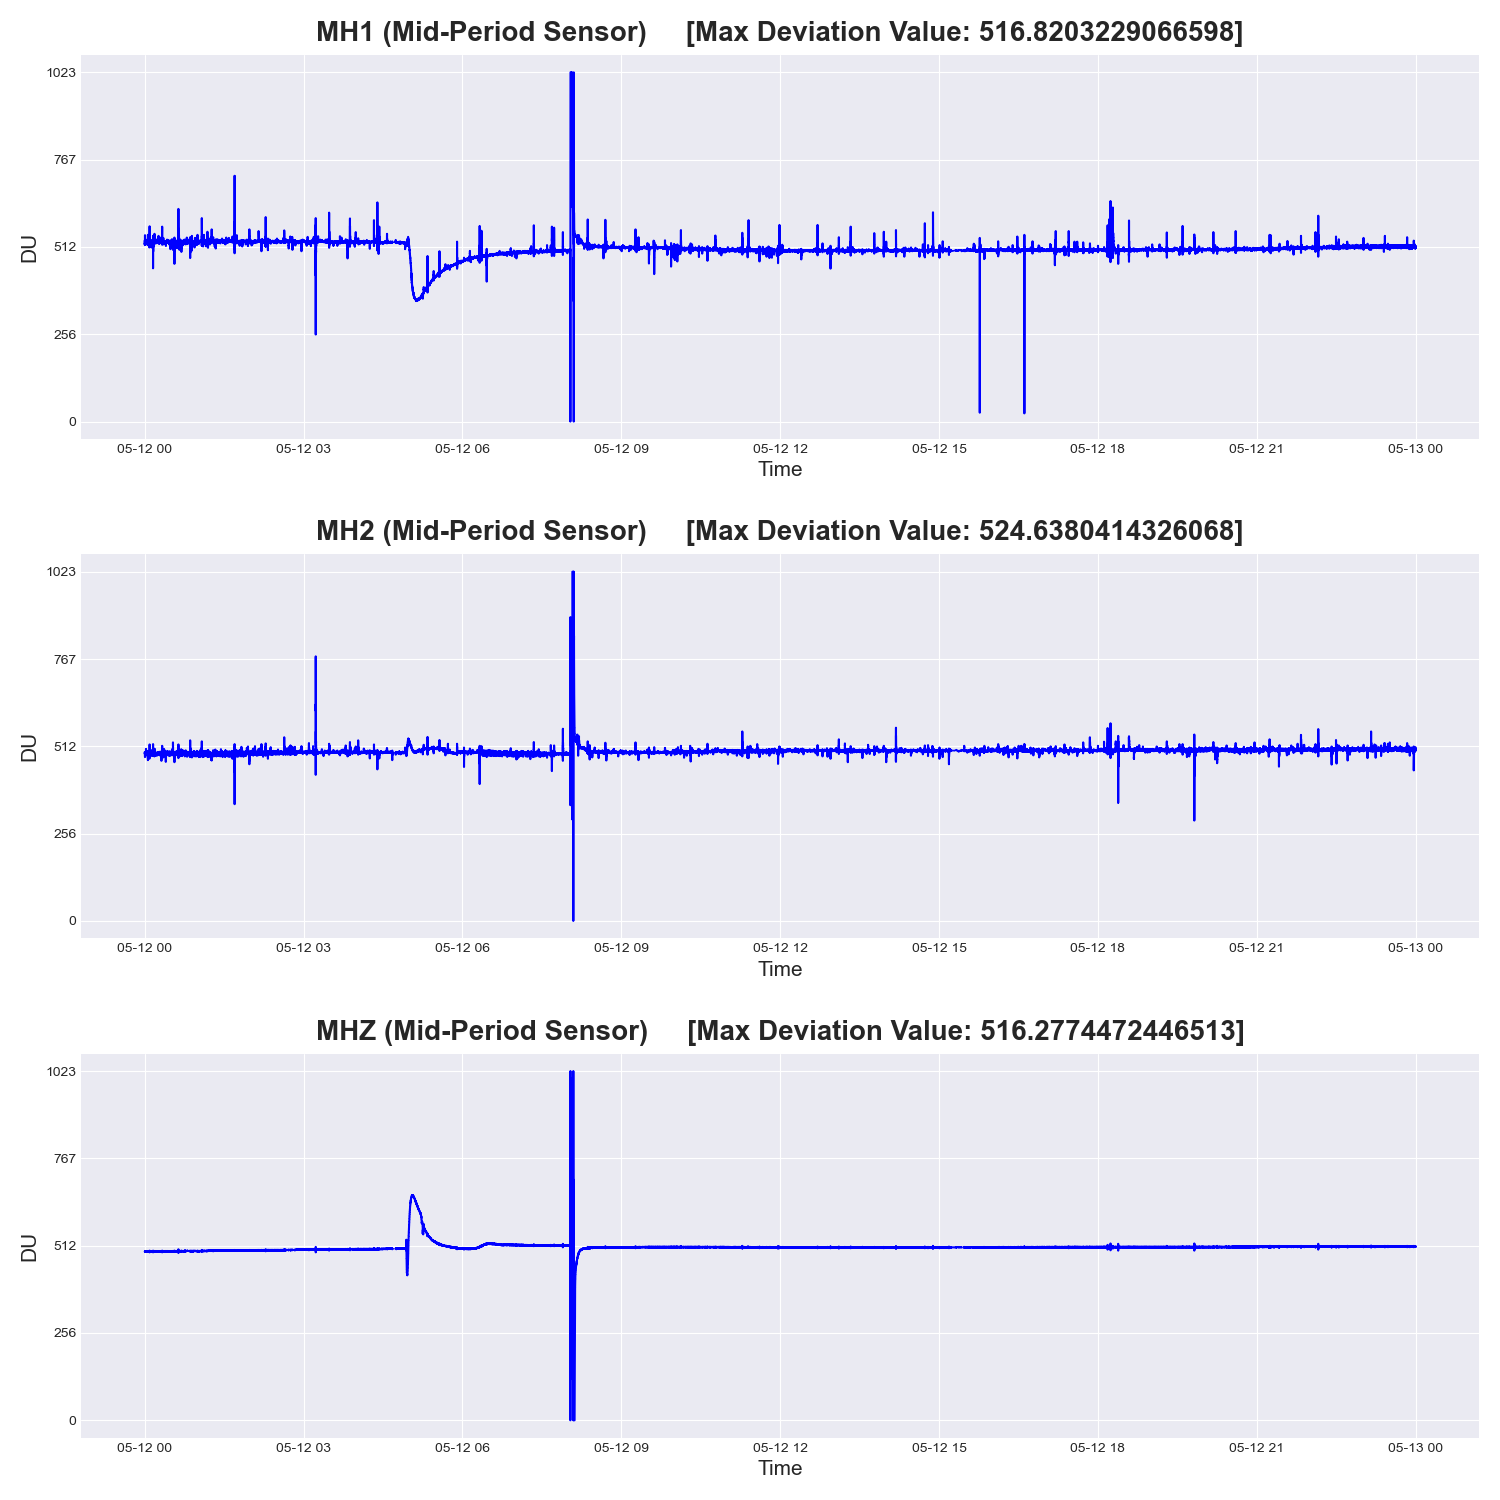 MH1 (Mid-Period Sensor) [Max Deviation Value: 516.8203229066598]
1023
767
512
256
0
DU
05-12 00 05-12 03 05-12 06 05-12 09 05-12 12 05-12 15 05-12 18 05-12 21 05-13 00
Time
MH2 (Mid-Period Sensor) [Max Deviation Value: 524.6380414326068]
1023
767
512
256
0
DU
05-12 00 05-12 03 05-12 06 05-12 09 05-12 12 05-12 15 05-12 18 05-12 21 05-13 00
Time
MHZ (Mid-Period Sensor) [Max Deviation Value: 516.2774472446513]
1023
767
512
256
0
DU
05-12 00 05-12 03 05-12 06 05-12 09 05-12 12 05-12 15 05-12 18 05-12 21 05-13 00
Time